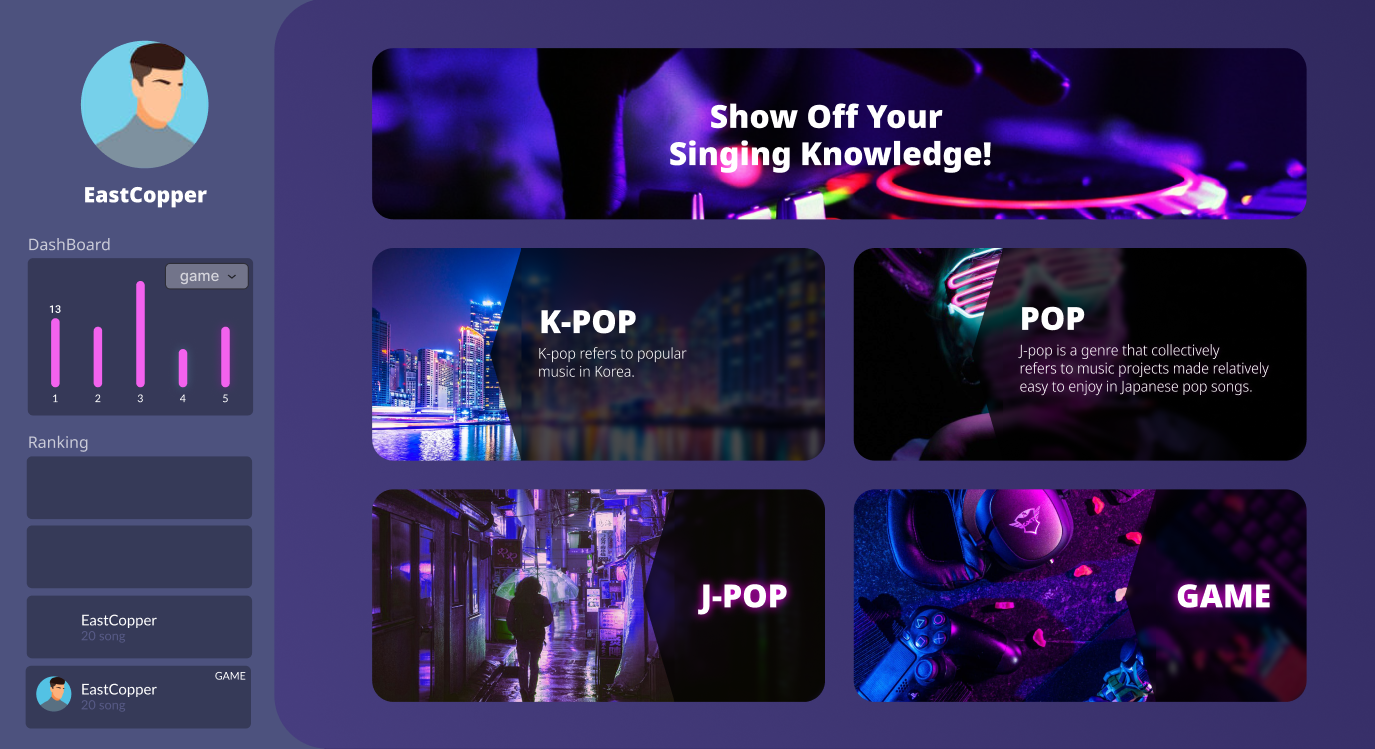 EastCopper
DashBoard
game
13
1 2 3 4 5
Ranking
EastCopper
20 song
GAME
EastCopper
20 song
Show Off Your
Singing Knowledge!
K-POP
K-pop refers to popular
music in Korea.
POP
J-pop is a genre that collectively
refers to music projects made relatively
easy to enjoy in Japanese pop songs.
J-POP
GAME